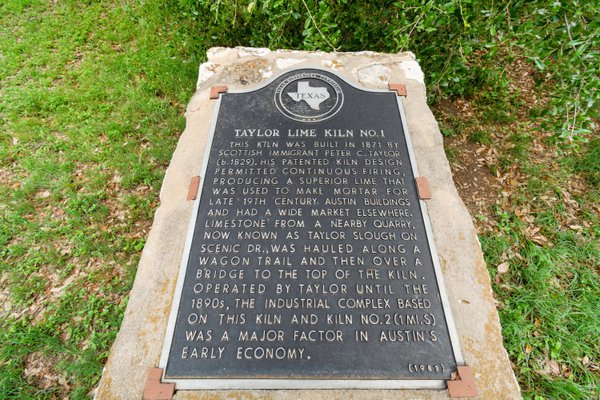 TEXAS
TAYLOR LIME KILN NO.1
THIS KILN WAS BUILT IN 1871 BY
SCOTTISH IMMIGRANT PETER C. TAYLOR
(b.1829). HIS PATENTED KILN DESIGN
PERMITTED CONTINUOUS FIRING,
PRODUCING A SUPERIOR LIME THAT
WAS USED TO MAKE MORTAR FOR
LATE 19TH CENTURY AUSTIN BUILDINGS
AND HAD A WIDE MARKET ELSEWHERE.
LIMESTONE FROM A NEARBY QUARRY,
NOW KNOWN AS TAYLOR SLOUGH ON
SCENIC DR., WAS HAULED ALONG A
WAGON TRAIL AND THEN OVER A
BRIDGE TO THE TOP OF THE KILN.
OPERATED BY TAYLOR UNTIL THE
1890s, THE INDUSTRIAL COMPLEX BASED
ON THIS KILN AND KILN NO.2 (1 MI.S)
WAS A MAJOR FACTOR IN AUSTIN'S
EARLY ECONOMY.
(1983)